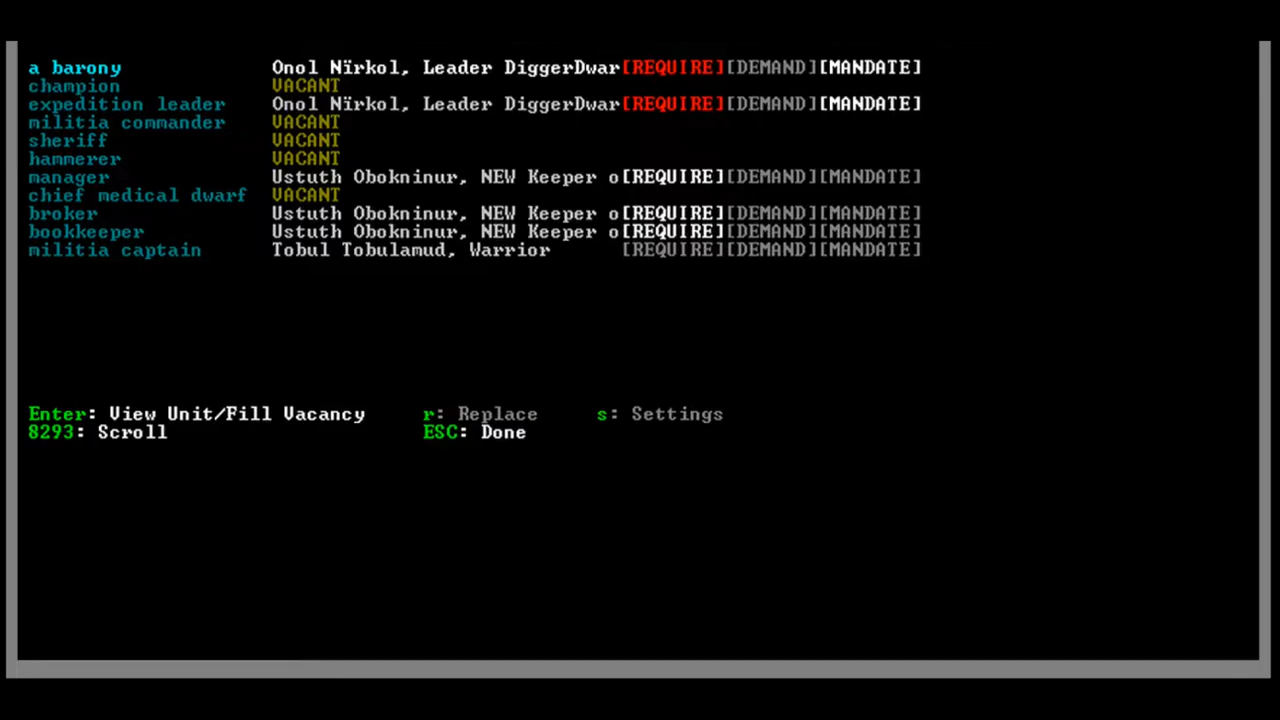 a barony Onol Nïrkol, Leader DiggerDwar[REQUIRE][DEMAND][MANDATE]
champion VACANT
expedition leader Onol Nïrkol, Leader DiggerDwar[REQUIRE][DEMAND][MANDATE]
militia commander VACANT
sheriff VACANT
hammerer VACANT
manager Ustuth Obokninur, NEW Keeper o[REQUIRE][DEMAND][MANDATE]
chief medical dwarf VACANT
broker Ustuth Obokninur, NEW Keeper o[REQUIRE][DEMAND][MANDATE]
bookkeeper Ustuth Obokninur, NEW Keeper o[REQUIRE][DEMAND][MANDATE]
militia captain Tobul Tobulamud, Warrior [REQUIRE][DEMAND][MANDATE]
Enter: View Unit/Fill Vacancy r: Replace s: Settings
8293: Scroll ESC: Done